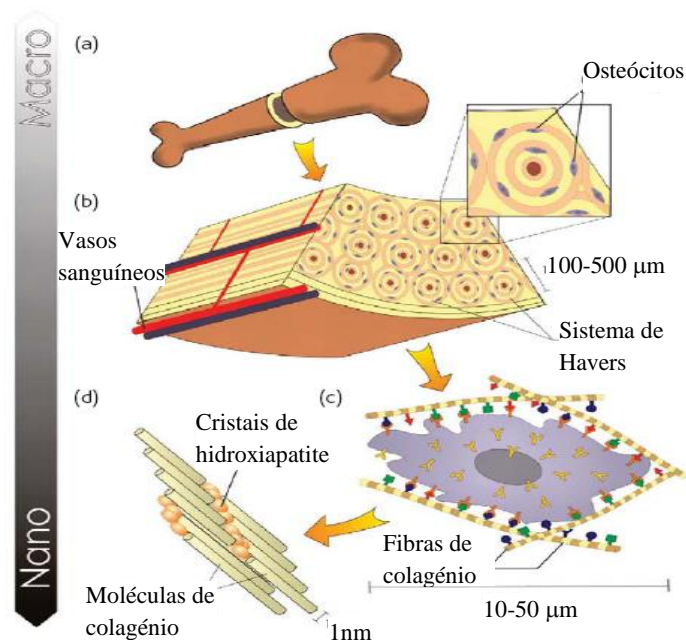 Macro
(a)
Osteócitos
(b)
Vasos
sanguíneos
100-500 μm
Sistema de
Havers
(d)
Cristais de
hidroxiapatite
(c)
Fibras de
colagénio
Moléculas de
colagénio
1nm
10-50 μm
Nano